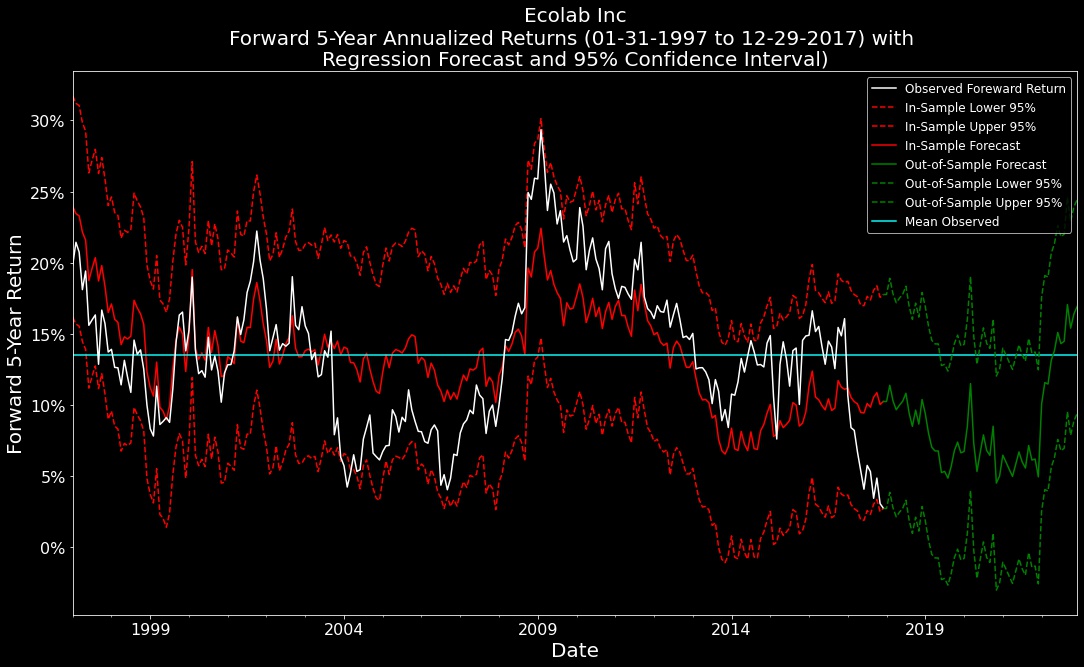 Ecolab Inc
Forward 5-Year Annualized Returns (01-31-1997 to 12-29-2017) with
Regression Forecast and 95% Confidence Interval)
Observed Foreward Return
In-Sample Lower 95%
In-Sample Upper 95%
In-Sample Forecast
Out-of-Sample Forecast
Out-of-Sample Lower 95%
Out-of-Sample Upper 95%
Mean Observed
Forward 5-Year Return
30%
25%
20%
15%
10%
5%
0%
1999
2004
2009
2014
2019
Date